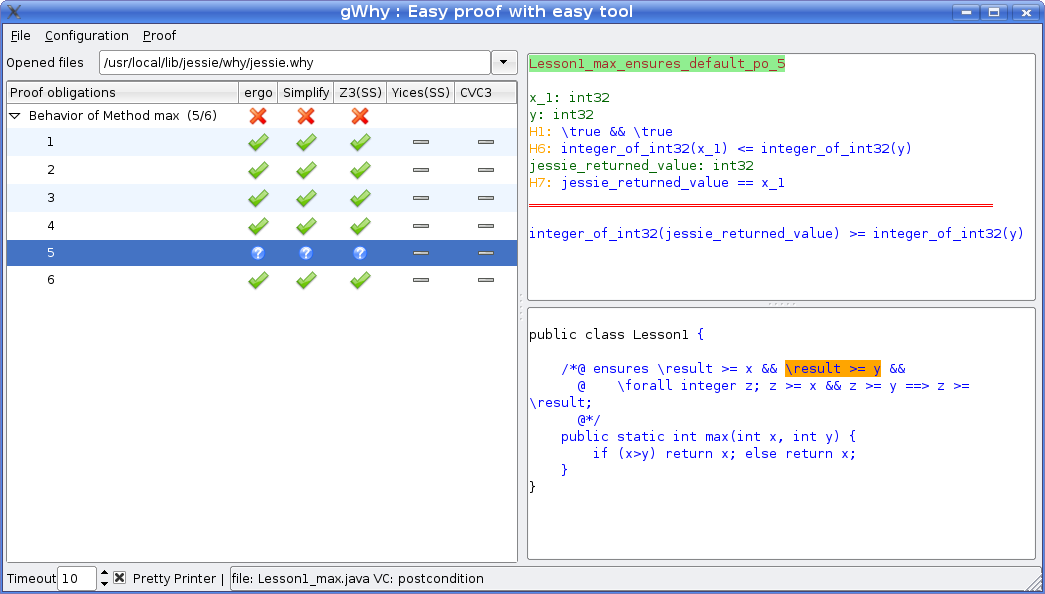 gWhy : Easy proof with easy tool
File Configuration Proof
Opened files /usr/local/lib/jessie/why/jessie.why
Proof obligations ergo Simplify Z3(SS) Yices(SS) CVC3
Behavior of Method max (5/6)
1
2
3
4
5
6
Lesson1_max_ensures_default_po_5
x_1: int32
y: int32
H1: \true && \true
H6: integer_of_int32(x_1) <= integer_of_int32(y)
jessie_returned_value: int32
H7: jessie_returned_value == x_1
integer_of_int32(jessie_returned_value) >= integer_of_int32(y)
public class Lesson1 {
/*@ ensures \result >= x && \result >= y &&
@ \forall integer z; z >= x && z >= y ==> z >=
\result;
@*/
public static int max(int x, int y) {
if (x>y) return x; else return x;
}
}
Timeout 10 Pretty Printer | file: Lesson1_max.java VC: postcondition